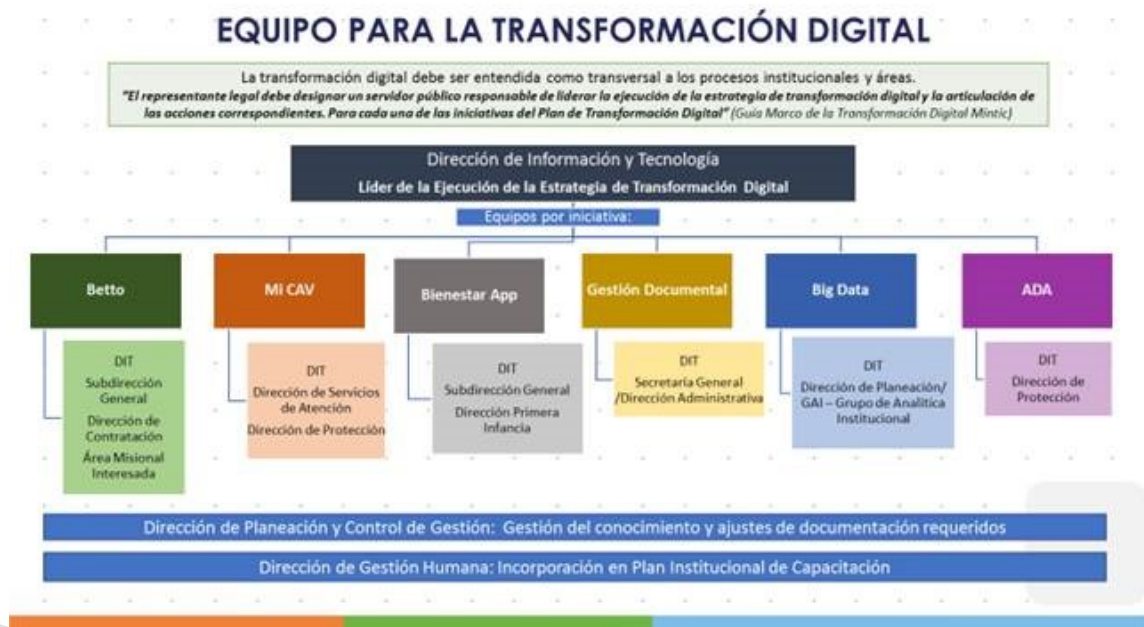 EQUIPO PARA LA TRANSFORMACIÓN DIGITAL
La transformación digital debe ser entendida como transversal a los procesos institucionales y áreas.
"El representante legal debe designar un servidor público responsable de liderar la ejecución de la estrategia de transformación digital y la articulación de
las acciones correspondientes. Para cada una de las iniciativas del Plan de Transformación Digital" (Guía Marco de la Transformación Digital Mintic)
Dirección de Información y Tecnología
Líder de la Ejecución de la Estrategia de Transformación Digital
Equipos por iniciativa:
Betto
DIT
Subdirección
General
Dirección de
Contratación
Área Misional
Interesada
Mi CAV
DIT
Dirección de Servicios
de Atención
Dirección de Protección
Bienestar App
DIT
Subdirección General
Dirección Primera
Infancia
Gestión Documental
DIT
Secretaría General
/Dirección Administrativa
Big Data
DIT
Dirección de Planeación/
GAI – Grupo de Analítica
Institucional
ADA
DIT
Dirección de
Protección
Dirección de Planeación y Control de Gestión: Gestión del conocimiento y ajustes de documentación requeridos
Dirección de Gestión Humana: Incorporación en Plan Institucional de Capacitación